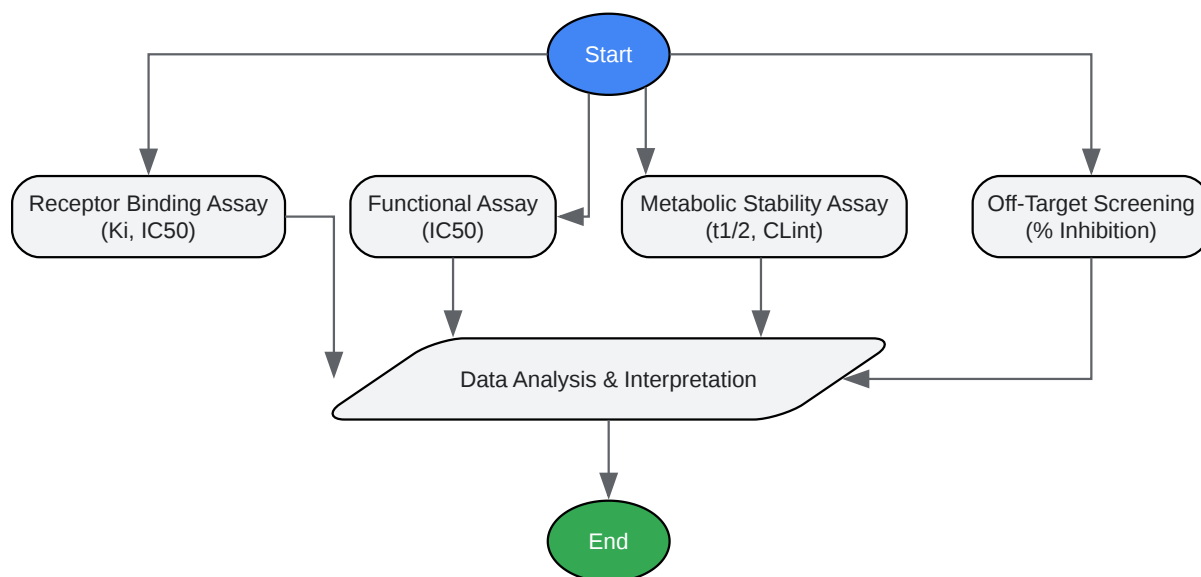 Start
Receptor Binding Assay
(Ki, IC50)
Functional Assay
(IC50)
Metabolic Stability Assay
(t1/2, CLint)
Off-Target Screening
(% Inhibition)
Data Analysis & Interpretation
End